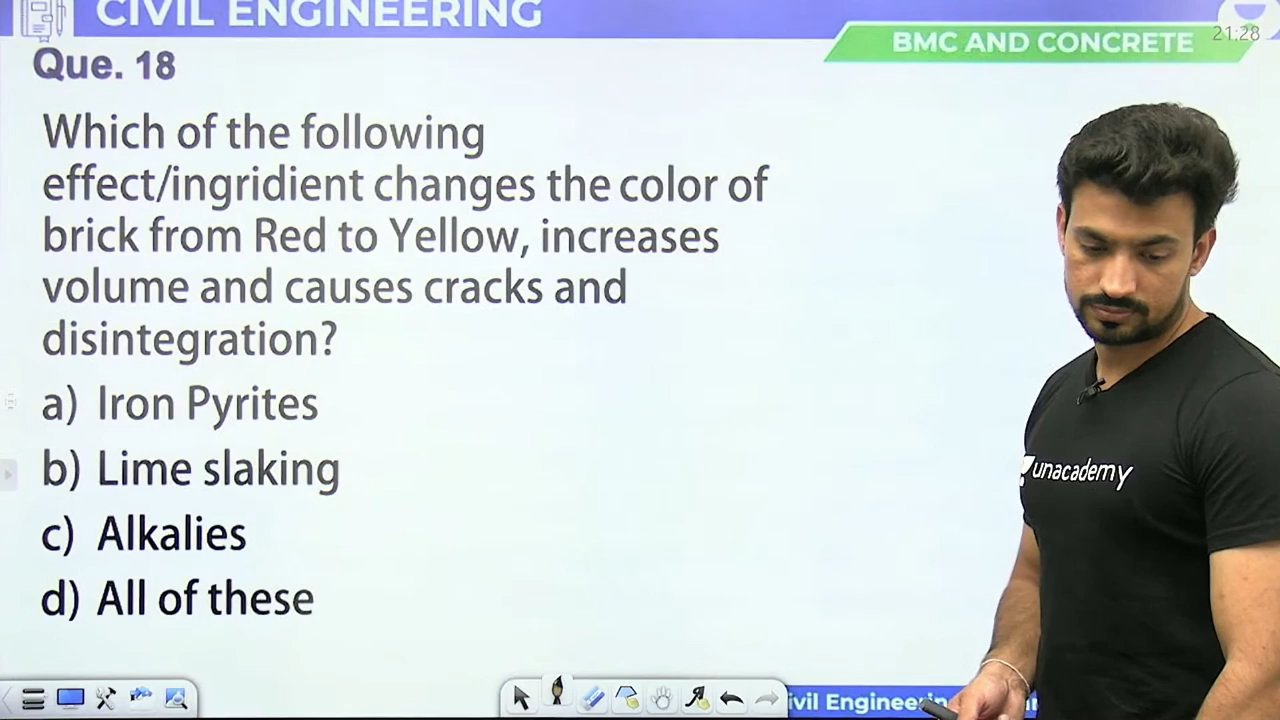 CIVIL ENGINEERING
BMC AND CONCRETE
21:28
Que. 18
Which of the following
effect/ingridient changes the color of
brick from Red to Yellow, increases
volume and causes cracks and
disintegration?
a) Iron Pyrites
b) Lime slaking
c) Alkalies
d) All of these
unacademy
ivil Engineering